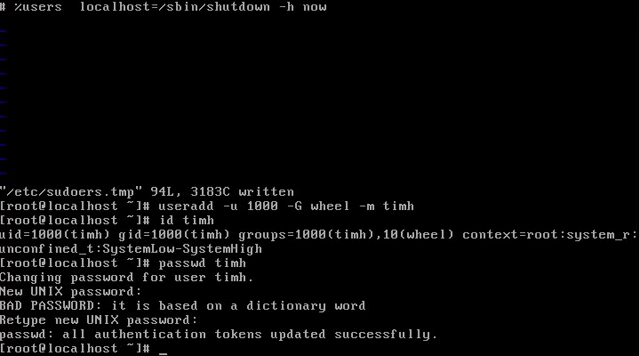 # %users  localhost=/sbin/shutdown -h now
~
~
~
~
~
~
~
"/etc/sudoers.tmp" 94L, 3183C written
[root@localhost ~]# useradd -u 1000 -G wheel -m timh
[root@localhost ~]# id timh
uid=1000(timh) gid=1000(timh) groups=1000(timh),10(wheel) context=root:system_r:
unconfined_t:SystemLow-SystemHigh
[root@localhost ~]# passwd timh
Changing password for user timh.
New UNIX password:
BAD PASSWORD: it is based on a dictionary word
Retype new UNIX password:
passwd: all authentication tokens updated successfully.
[root@localhost ~]# _